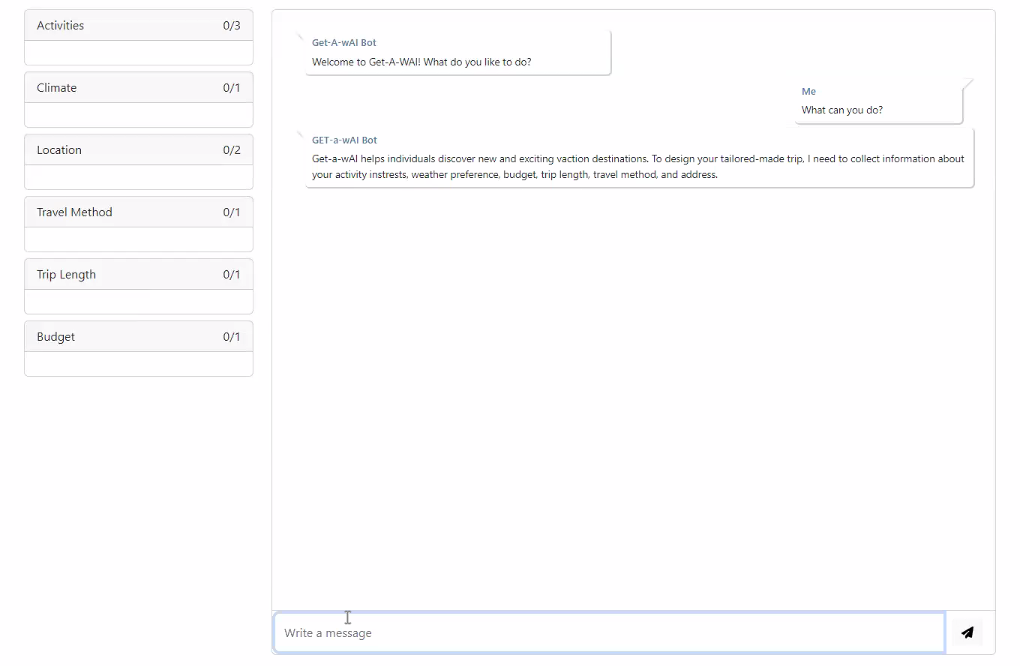 Activities 0/3
Climate 0/1
Location 0/2
Travel Method 0/1
Trip Length 0/1
Budget 0/1
Get-A-wAI Bot
Welcome to Get-A-WAI! What do you like to do?
Me
What can you do?
GET-a-wAI Bot
Get-a-wAI helps individuals discover new and exciting vaction destinations. To design your tailored-made trip, I need to collect information about
your activity instrests, weather preference, budget, trip length, travel method, and address.
Write a message